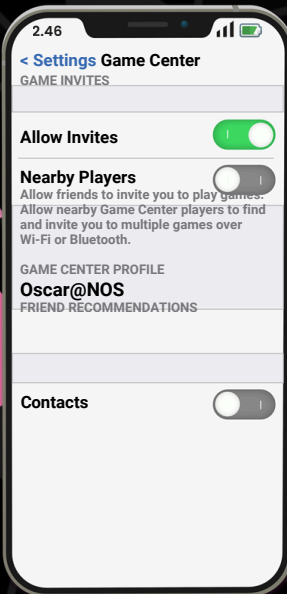 2.46
< Settings Game Center
GAME INVITES
Allow Invites
Nearby Players
Allow friends to invite you to play games.
Allow nearby Game Center players to find
and invite you to multiple games over
Wi-Fi or Bluetooth.
GAME CENTER PROFILE
Oscar@NOS
FRIEND RECOMMENDATIONS
Contacts